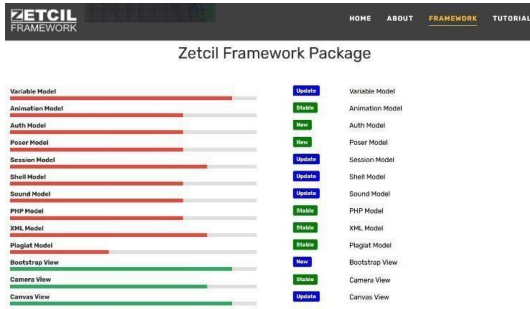 ZETCIL
FRAMEWORK
HOME ABOUT FRAMEWORK TUTORIAL
Zetcil Framework Package
Variable Model Update Variable Model
Animation Model Stable Animation Model
Auth Model New Auth Model
Poser Model New Poser Model
Session Model Update Session Model
Shell Model Update Shell Model
Sound Model Update Sound Model
PHP Model Stable PHP Model
XML Model Stable XML Model
Plagiat Model Stable Plagiat Model
Bootstrap View New Bootstrap View
Camera View Stable Camera View
Canvas View Update Canvas View